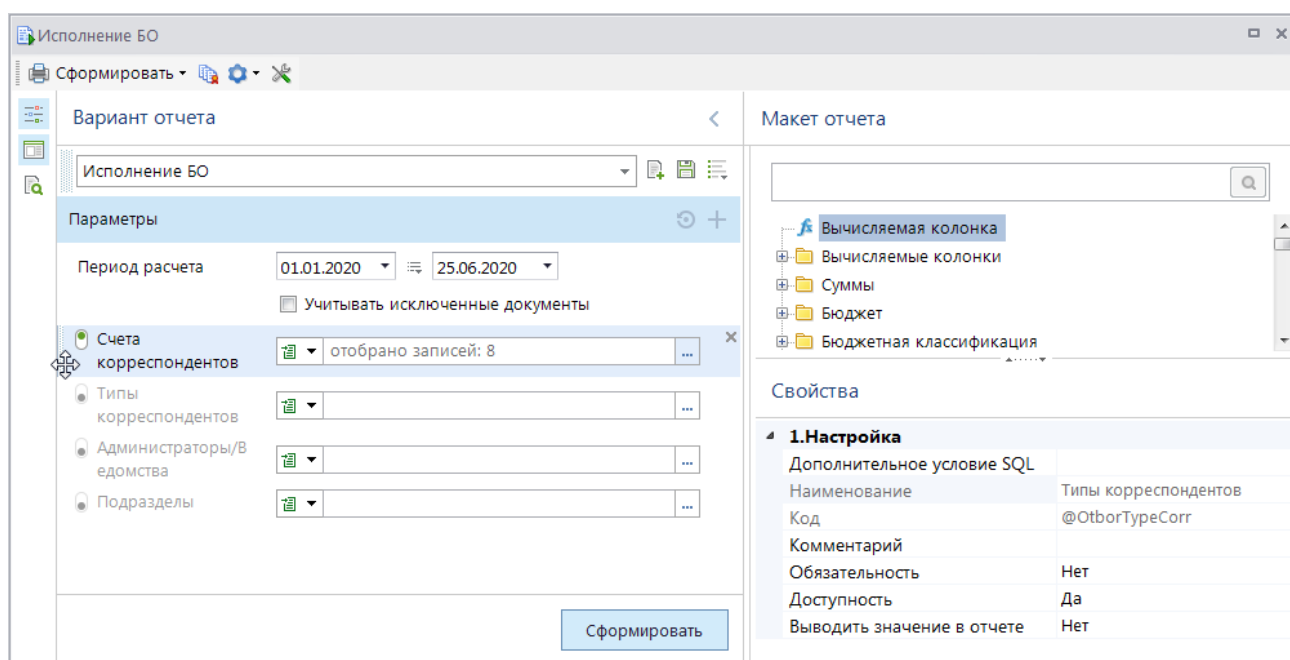 Исполнение БО
Сформировать
Вариант отчета
Исполнение БО
Параметры
Период расчета 01.01.2020 25.06.2020
Учитывать исключенные документы
Счета
корреспондентов
отобрано записей: 8
Типы
корреспондентов
Администраторы/В
едомства
Подразделы
Сформировать
Макет отчета
Вычисляемая колонка
Вычисляемые колонки
Суммы
Бюджет
Бюджетная классификация
Свойства
1.Настройка
Дополнительное условие SQL
Наименование Типы корреспондентов
Код @OtborTypeCorr
Комментарий
Обязательность Нет
Доступность Да
Выводить значение в отчете Нет